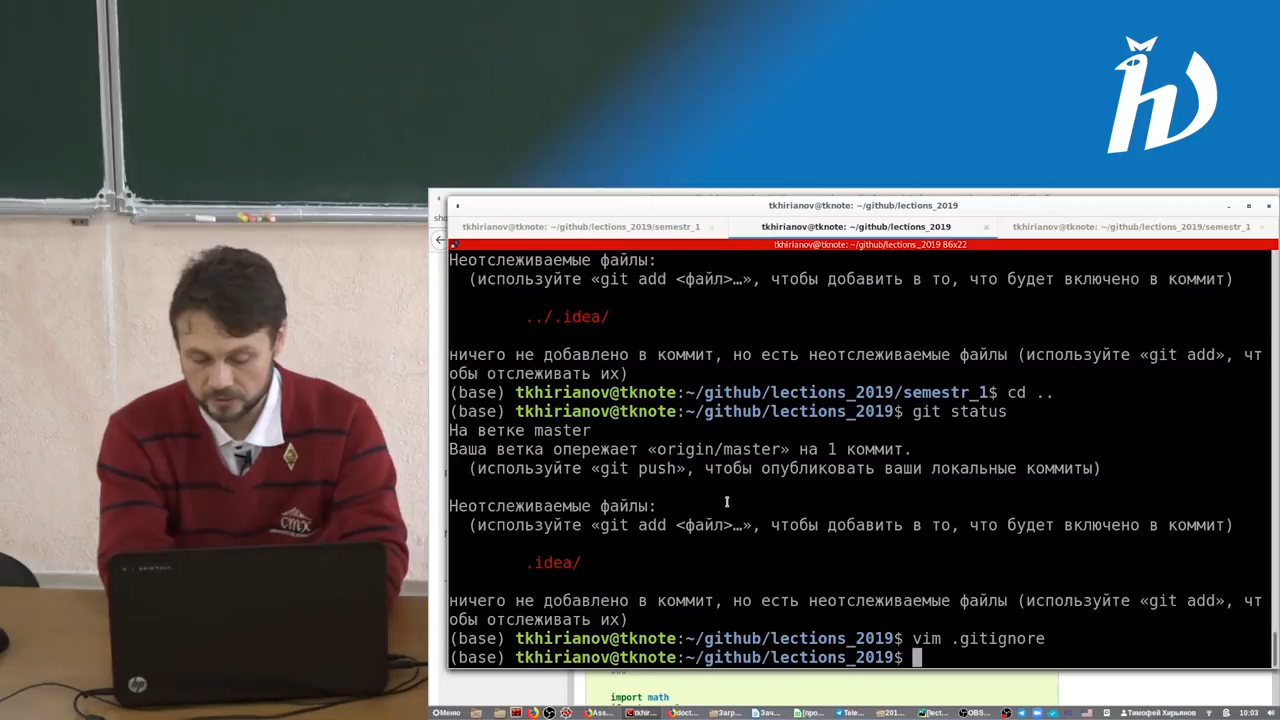 tkhirianov@tknote: ~/github/lections_2019
tkhirianov@tknote: ~/github/lections_2019/semestr_1
tkhirianov@tknote: ~/github/lections_2019
tkhirianov@tknote: ~/github/lections_2019/semestr_1
tkhirianov@tknote: ~/github/lections_2019 86x22
Неотслеживаемые файлы:
(используйте «git add <файл>…», чтобы добавить в то, что будет включено в коммит)
../.idea/
ничего не добавлено в коммит, но есть неотслеживаемые файлы (используйте «git add», чт
обы отслеживать их)
(base) tkhirianov@tknote:~/github/lections_2019/semestr_1$ cd ..
(base) tkhirianov@tknote:~/github/lections_2019$ git status
На ветке master
Ваша ветка опережает «origin/master» на 1 коммит.
(используйте «git push», чтобы опубликовать ваши локальные коммиты)
Неотслеживаемые файлы:
(используйте «git add <файл>…», чтобы добавить в то, что будет включено в коммит)
.idea/
ничего не добавлено в коммит, но есть неотслеживаемые файлы (используйте «git add», чт
обы отслеживать их)
(base) tkhirianov@tknote:~/github/lections_2019$ vim .gitignore
(base) tkhirianov@tknote:~/github/lections_2019$
import math
Меню
Тимофей Хирьянов
10:03
hp